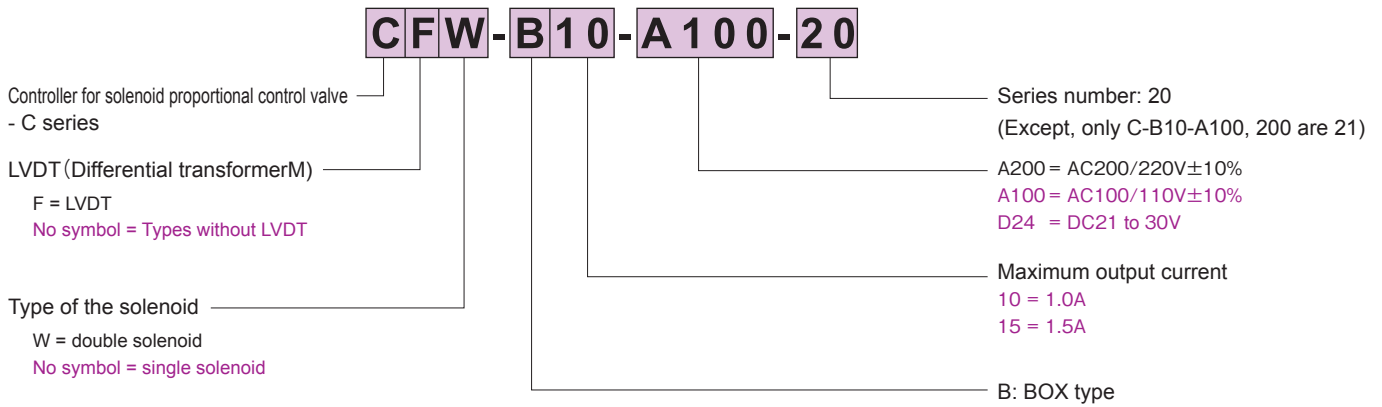 CFW-B10-A100-20
Controller for solenoid proportional control valve
- C series
LVDT（Differential transformerM)
F = LVDT
No symbol = Types without LVDT
Type of the solenoid
W = double solenoid
No symbol = single solenoid
Series number: 20
(Except, only C-B10-A100, 200 are 21)
A200 = AC200/220V±10%
A100 = AC100/110V±10%
D24 = DC21 to 30V
Maximum output current
10 = 1.0A
15 = 1.5A
B: BOX type